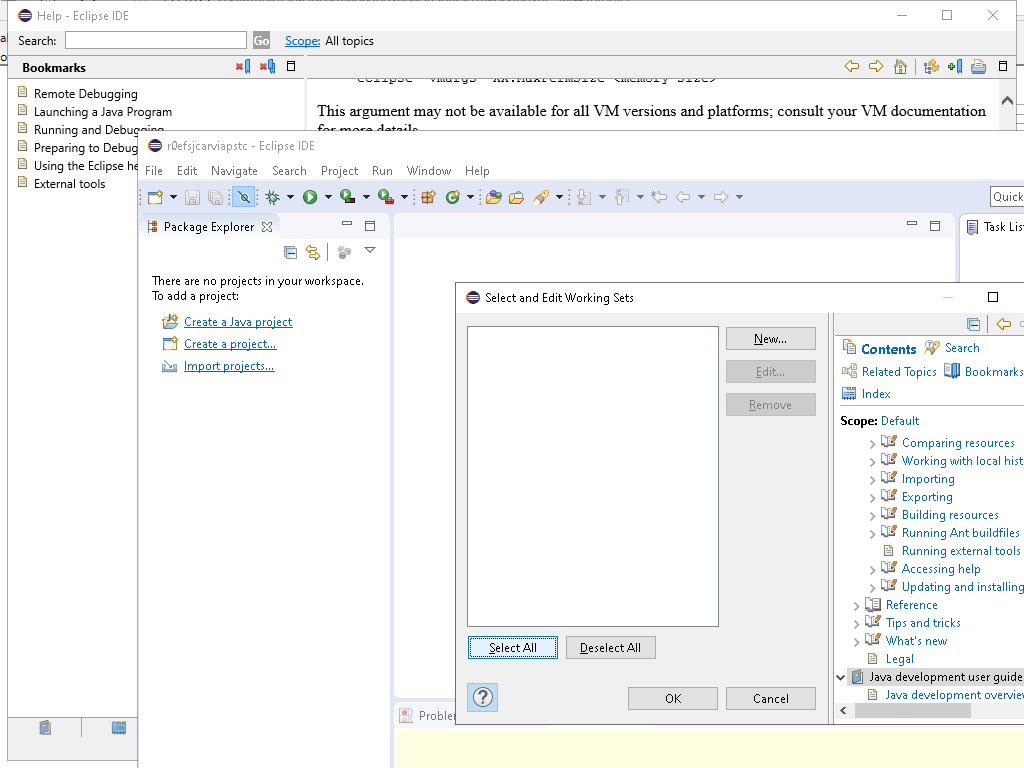 Help - Eclipse IDE
Search:
Go
Scope: All topics
Bookmarks
Remote Debugging
Launching a Java Program
Running and Debugging
Preparing to Debug
Using the Eclipse he
External tools
This argument may not be available for all VM versions and platforms; consult your VM documentation
for more details
r0efsjcarviapstc - Eclipse IDE
File Edit Navigate Search Project Run Window Help
Quick
Package Explorer
Task List
There are no projects in your workspace.
To add a project:
Create a Java project
Create a project...
Import projects...
Select and Edit Working Sets
New...
Edit...
Remove
Select All
Deselect All
OK
Cancel
Contents
Search
Related Topics
Bookmarks
Index
Scope: Default
Comparing resources
Working with local hist
Importing
Exporting
Building resources
Running Ant buildfiles
Running external tools
Accessing help
Updating and installing
Reference
Tips and tricks
What's new
Legal
Java development user guide
Java development overvie
Problem